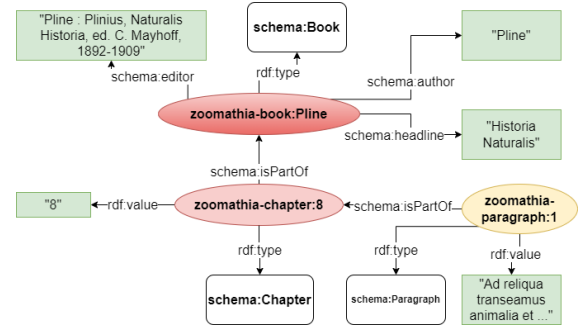 "Pline : Plinius, Naturalis
Historia, ed. C. Mayhoff,
1892-1909"
schema:Book
"Pline"
schema:editor
rdf:type
schema:author
zoomathia-book:Pline
schema:headline
"Historia
Naturalis"
schema:isPartOf
"8"
rdf:value
zoomathia-chapter:8
schema:isPartOf
zoomathia-
paragraph:1
rdf:type
rdf:type
rdf:value
schema:Chapter
schema:Paragraph
"Ad reliqua
transeamus
animalia et ..."